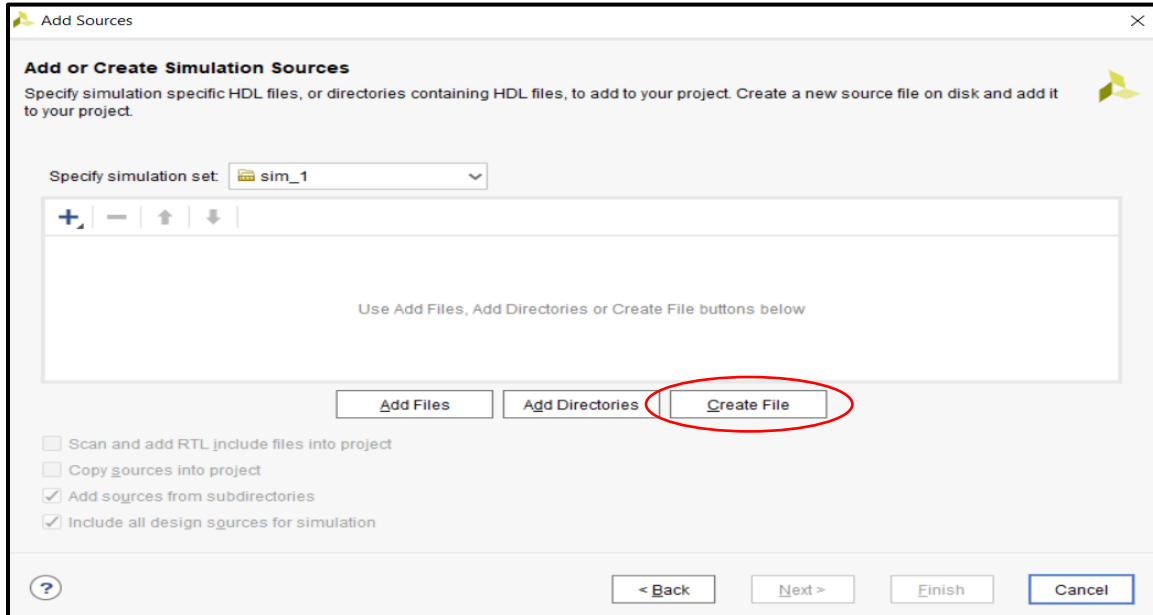 Add Sources
Add or Create Simulation Sources
Specify simulation specific HDL files, or directories containing HDL files, to add to your project. Create a new source file on disk and add it
to your project.
Specify simulation set: sim_1
Use Add Files, Add Directories or Create File buttons below
Add Files Add Directories Create File
Scan and add RTL include files into project
Copy sources into project
Add sources from subdirectories
Include all design sources for simulation
? < Back Next > Finish Cancel